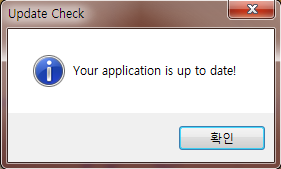 Update Check
Your application is up to date!
확인